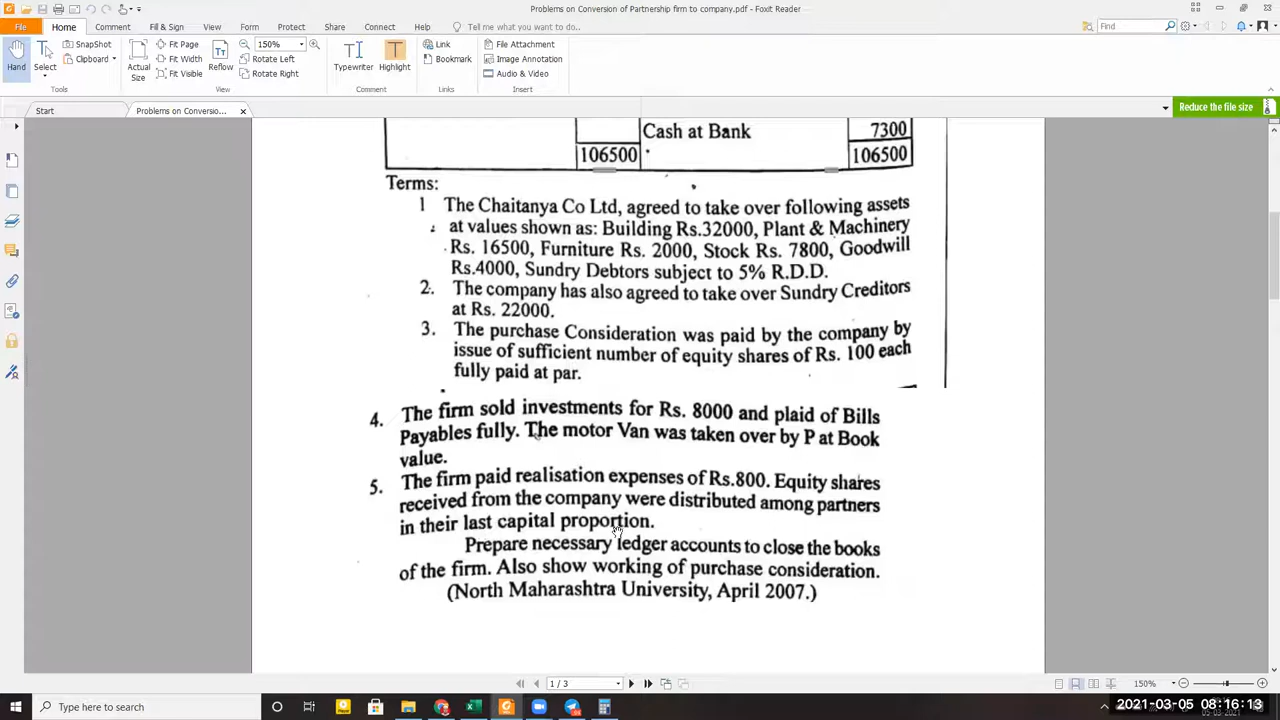 Problems on Conversion of Partnership firm to company.pdf - Foxit Reader
File Home Comment Fill & Sign View Form Protect Share Connect Help Tell me what you want to do.. Find
Hand Select SnapShot Clipboard Actual Size Fit Page Fit Width Fit Visible Reflow 150% Rotate Left Rotate Right Typewriter Highlight Link Bookmark File Attachment Image Annotation Audio & Video
Tools View Comment Links Insert
Start Problems on Conversio... Reduce the file size
Cash at Bank 7300
106500 106500
Terms:
1 The Chaitanya Co Ltd, agreed to take over following assets
at values shown as: Building Rs.32000, Plant & Machinery
Rs. 16500, Furniture Rs. 2000, Stock Rs. 7800, Goodwill
Rs.4000, Sundry Debtors subject to 5% R.D.D.
2. The company has also agreed to take over Sundry Creditors
at Rs. 22000.
3. The purchase Consideration was paid by the company by
issue of sufficient number of equity shares of Rs. 100 each
fully paid at par.
4. The firm sold investments for Rs. 8000 and plaid of Bills
Payables fully. The motor Van was taken over by P at Book
value.
5. The firm paid realisation expenses of Rs.800. Equity shares
received from the company were distributed among partners
in their last capital proportion.
Prepare necessary ledger accounts to close the books
of the firm. Also show working of purchase consideration.
(North Maharashtra University, April 2007.)
1 / 3 150%
Type here to search 2021-03-05 08:16:13